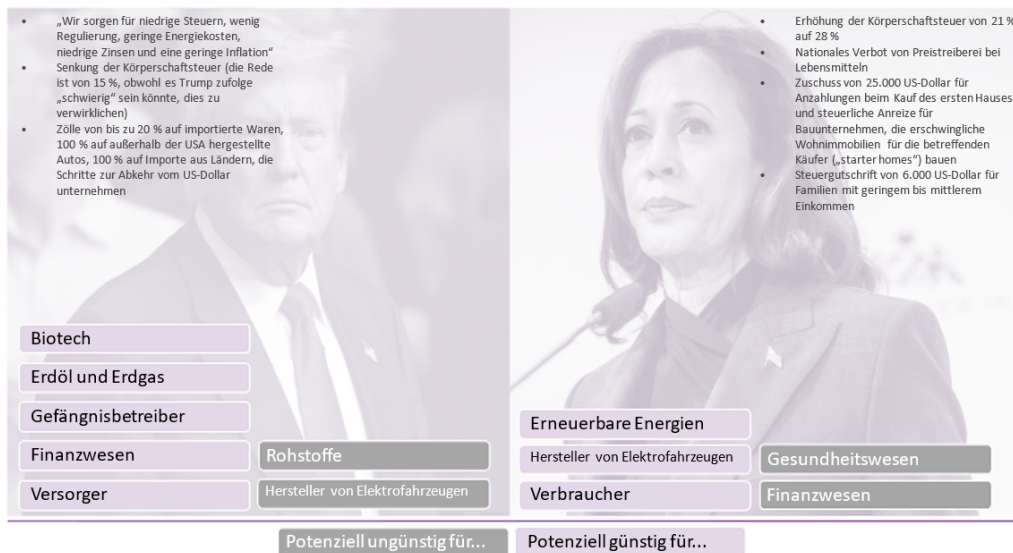 • „Wir sorgen für niedrige Steuern, wenig
Regulierung, geringe Energiekosten,
niedrige Zinsen und eine geringe Inflation“
• Senkung der Körperschaftsteuer (die Rede
ist von 15 %, obwohl es Trump zufolge
„schwierig“ sein könnte, dies zu
verwirklichen)
• Zölle von bis zu 20 % auf importierte Waren,
100 % auf außerhalb der USA hergestellte
Autos, 100 % auf Importe aus Ländern, die
Schritte zur Abkehr vom US-Dollar
unternehmen
Biotech
Erdöl und Erdgas
Gefängnisbetreiber
Finanzwesen
Versorger
Rohstoffe
Hersteller von Elektrofahrzeugen
• Erhöhung der Körperschaftsteuer von 21 %
auf 28 %
• Nationales Verbot von Preistreiberei bei
Lebensmitteln
• Zuschuss von 25.000 US-Dollar für
Anzahlungen beim Kauf des ersten Hauses
und steuerliche Anreize für
Bauunternehmen, die erschwingliche
Wohnimmobilien für die betreffenden
Käufer („starter homes“) bauen
• Steuergutschrift von 6.000 US-Dollar für
Familien mit geringem bis mittlerem
Einkommen
Erneuerbare Energien
Hersteller von Elektrofahrzeugen
Verbraucher
Gesundheitswesen
Finanzwesen
Potenziell ungünstig für...
Potenziell günstig für...